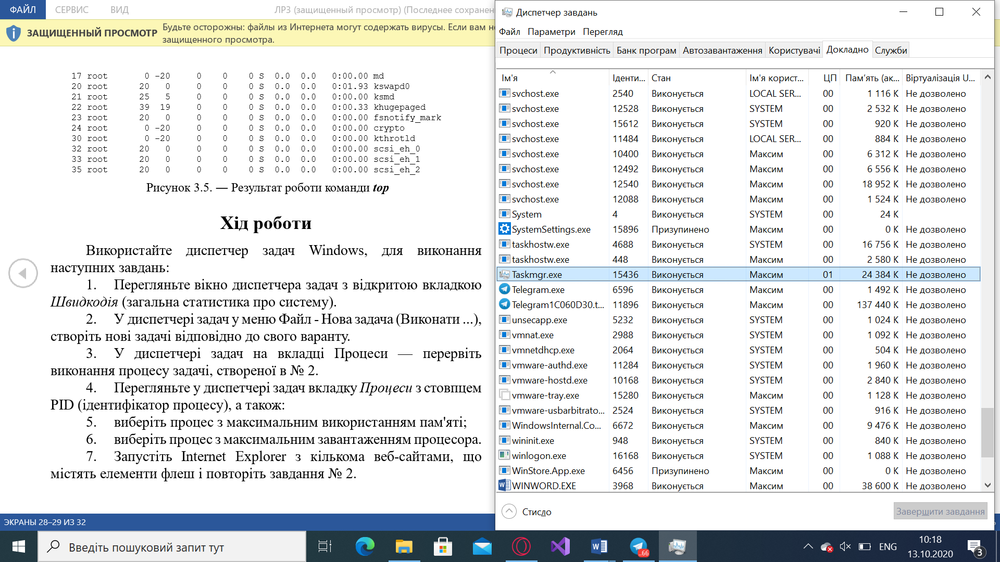 ФАЙЛ СЕРВИС ВИД ЛР3 (защищенный просмотр) (Последнее сохранен
ЗАЩИЩЕННЫЙ ПРОСМОТР Будьте осторожны: файлы из Интернета могут содержать вирусы. Если вам не
защищенного просмотра.
17 root 0 -20 0 0 0 S 0.0 0.0 0:00.00 md
20 root 20 0 0 0 0 S 0.0 0.0 0:01.93 kswapd0
21 root 25 5 0 0 0 S 0.0 0.0 0:00.00 ksmd
22 root 39 19 0 0 0 S 0.0 0.0 0:00.33 khugepaged
23 root 20 0 0 0 0 S 0.0 0.0 0:00.00 fsnotify_mark
24 root 0 -20 0 0 0 S 0.0 0.0 0:00.00 crypto
30 root 0 -20 0 0 0 S 0.0 0.0 0:00.00 kthrotld
32 root 20 0 0 0 0 S 0.0 0.0 0:00.00 scsi_eh_0
33 root 20 0 0 0 0 S 0.0 0.0 0:00.00 scsi_eh_1
35 root 20 0 0 0 0 S 0.0 0.0 0:00.00 scsi_eh_2
Рисунок 3.5. — Результат роботи команди top
Хід роботи
Використайте диспетчер задач Windows, для виконання
наступних завдань:
1. Перегляньте вікно диспетчера задач з відкритою вкладкою
Швидкодія (загальна статистика про систему).
2. У диспетчері задач у меню Файл - Нова задача (Виконати ...),
створіть нові задачі відповідно до свого варанту.
3. У диспетчері задач на вкладці Процеси — перервіть
виконання процесу задачі, створеної в № 2.
4. Перегляньте у диспетчері задач вкладку Процеси з стовпцем
PID (ідентифікатор процесу), а також:
5. виберіть процес з максимальним використанням пам'яті;
6. виберіть процес з максимальним завантаженням процесора.
7. Запустіть Internet Explorer з кількома веб-сайтами, що
містять елементи флеш і повторіть завдання № 2.
ЭКРАНЫ 28–29 ИЗ 32
Диспетчер завдань
Файл Параметри Перегляд
Процеси Продуктивність Банк програм Автозавантаження Користувачі Докладно Служби
Ім'я Іденти... Стан Ім'я корист... ЦП Пам'ять (ак... Віртуалізація U...
svchost.exe 2540 Виконується LOCAL SER... 00 1 116 K Не дозволено
svchost.exe 12528 Виконується SYSTEM 00 2 532 K Не дозволено
svchost.exe 15612 Виконується SYSTEM 00 920 K Не дозволено
svchost.exe 11484 Виконується LOCAL SER... 00 884 K Не дозволено
svchost.exe 10400 Виконується Максим 00 6 312 K Не дозволено
svchost.exe 12492 Виконується Максим 00 6 556 K Не дозволено
svchost.exe 12540 Виконується Максим 00 18 952 K Не дозволено
svchost.exe 12088 Виконується Максим 00 1 524 K Не дозволено
System 4 Виконується SYSTEM 00 24 K
SystemSettings.exe 15896 Призупинено Максим 00 0 K Не дозволено
taskhostw.exe 4688 Виконується SYSTEM 00 16 756 K Не дозволено
taskhostw.exe 448 Виконується Максим 00 2 580 K Не дозволено
Taskmgr.exe 15436 Виконується Максим 01 24 384 K Не дозволено
Telegram.exe 6596 Виконується Максим 00 1 492 K Не дозволено
Telegram1C060D30.t... 11896 Виконується Максим 00 137 440 K Не дозволено
unsecapp.exe 5232 Виконується SYSTEM 00 1 024 K Не дозволено
vmnat.exe 2988 Виконується SYSTEM 00 1 092 K Не дозволено
vmnetdhcp.exe 2064 Виконується SYSTEM 00 504 K Не дозволено
vmware-authd.exe 11284 Виконується SYSTEM 00 1 960 K Не дозволено
vmware-hostd.exe 10168 Виконується SYSTEM 00 2 840 K Не дозволено
vmware-tray.exe 15280 Виконується Максим 00 1 128 K Не дозволено
vmware-usbarbitrato... 2524 Виконується SYSTEM 00 916 K Не дозволено
WindowsInternal.Co... 6672 Виконується Максим 00 9 476 K Не дозволено
wininit.exe 948 Виконується SYSTEM 00 840 K Не дозволено
winlogon.exe 16168 Виконується SYSTEM 00 1 088 K Не дозволено
WinStore.App.exe 6456 Призупинено Максим 00 0 K Не дозволено
WINWORD.EXE 3968 Виконується Максим 00 38 600 K Не дозволено
Стисло Завершити завдання
Введіть пошуковий запит тут ..66 ENG 10:18
13.10.2020 3